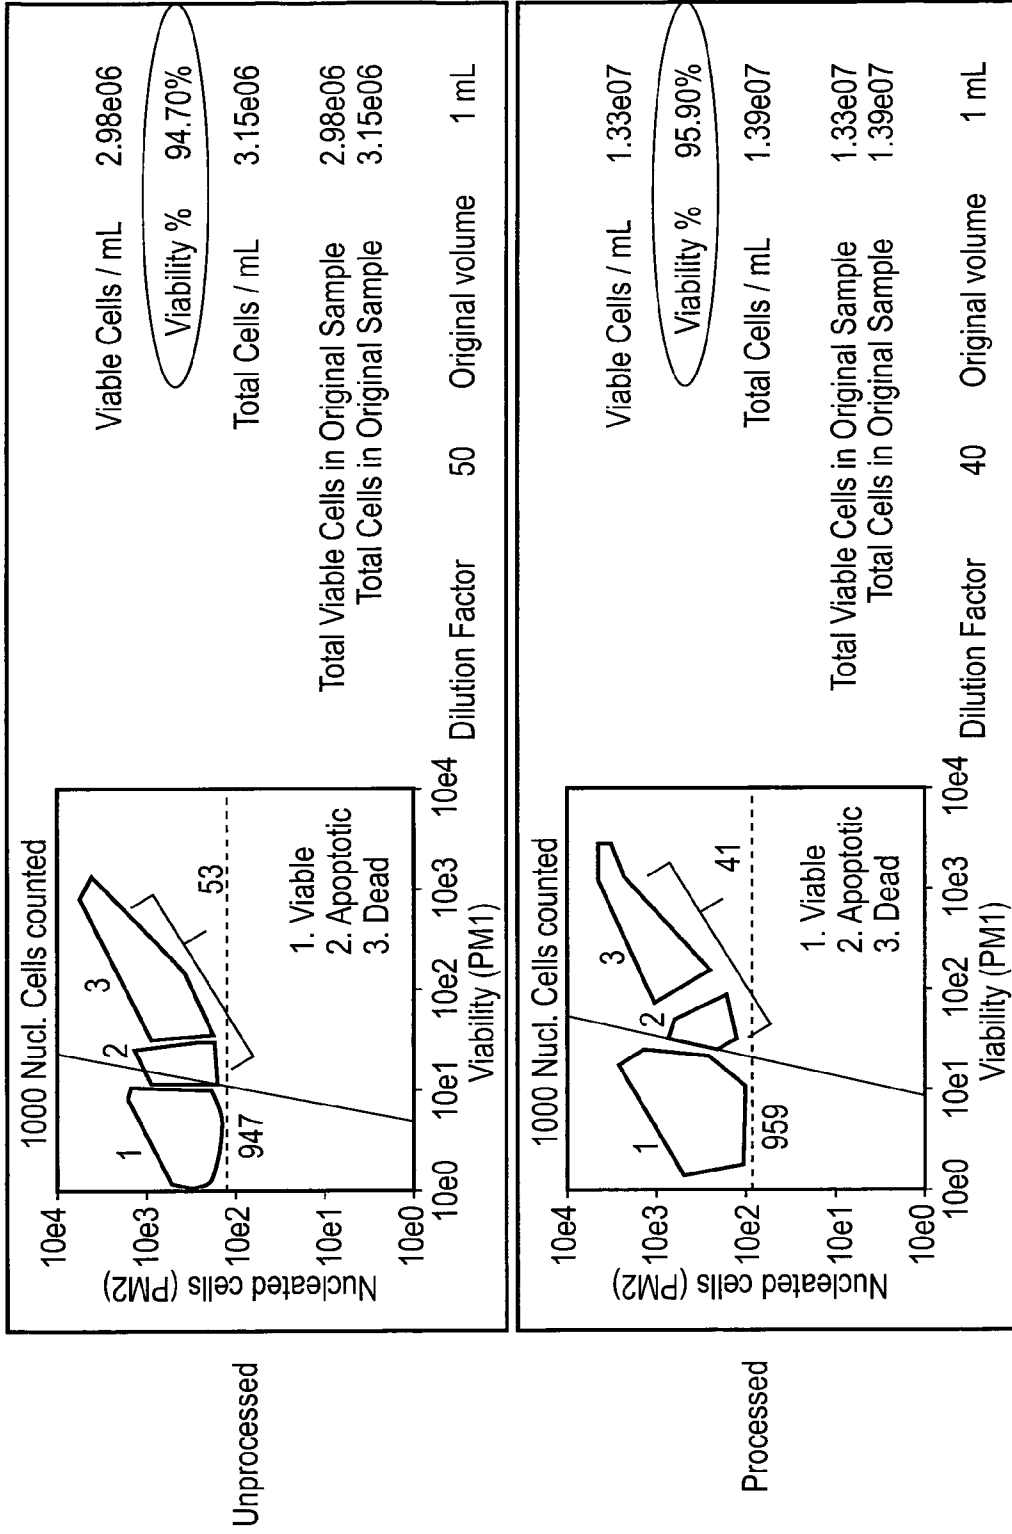 Unprocessed
1000 Nucl. Cells counted
Nucleated cells (PM2)
10e4
10e3
10e2
10e1
10e0
1
2
3
947
53
1. Viable
2. Apoptotic
3. Dead
10e0 10e1 10e2 10e3 10e4
Viability (PM1)
Viable Cells / mL 2.98e06
Viability % 94.70%
Total Cells / mL 3.15e06
Total Viable Cells in Original Sample 2.98e06
Total Cells in Original Sample 3.15e06
Dilution Factor 50 Original volume 1 mL
Processed
1000 Nucl. Cells counted
Nucleated cells (PM2)
10e4
10e3
10e2
10e1
10e0
1
2
3
959
41
1. Viable
2. Apoptotic
3. Dead
10e0 10e1 10e2 10e3 10e4
Viability (PM1)
Viable Cells / mL 1.33e07
Viability % 95.90%
Total Cells / mL 1.39e07
Total Viable Cells in Original Sample 1.33e07
Total Cells in Original Sample 1.39e07
Dilution Factor 40 Original volume 1 mL